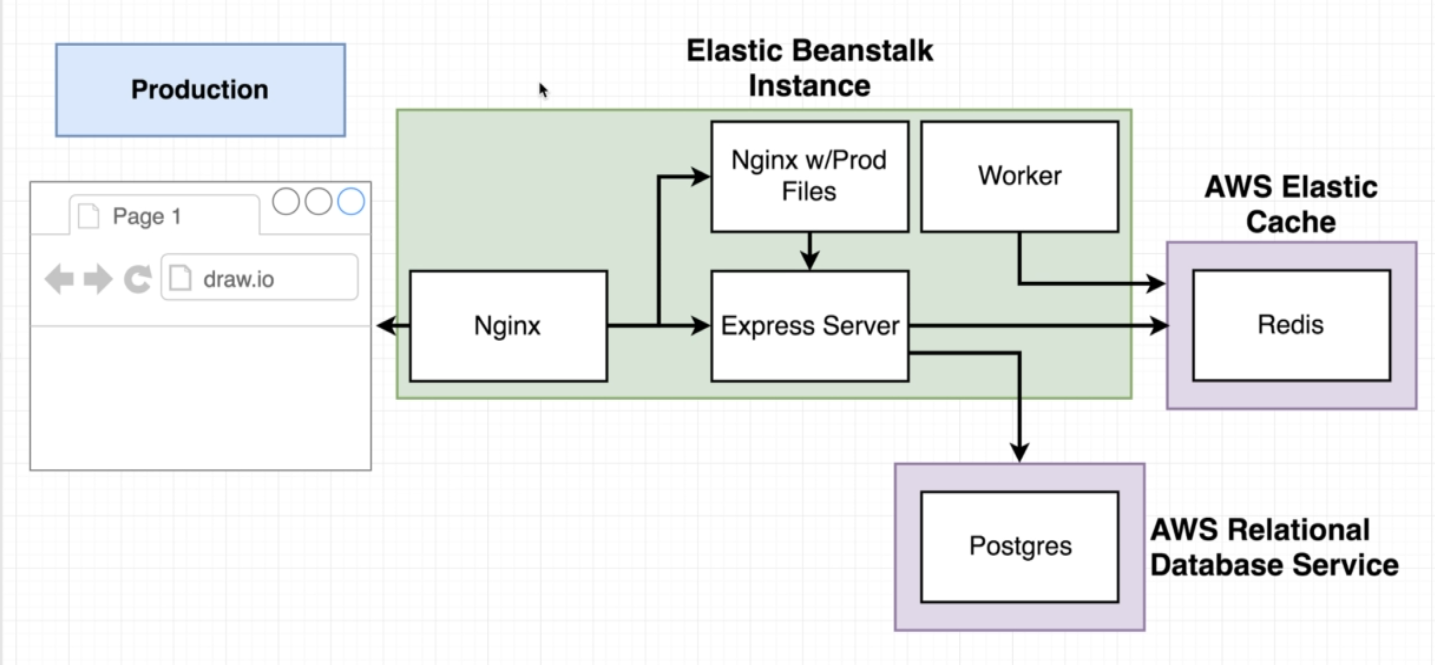 Production
Elastic Beanstalk
Instance
Page 1
draw.io
Nginx w/Prod
Files
Worker
Nginx
Express Server
AWS Elastic
Cache
Redis
Postgres
AWS Relational
Database Service